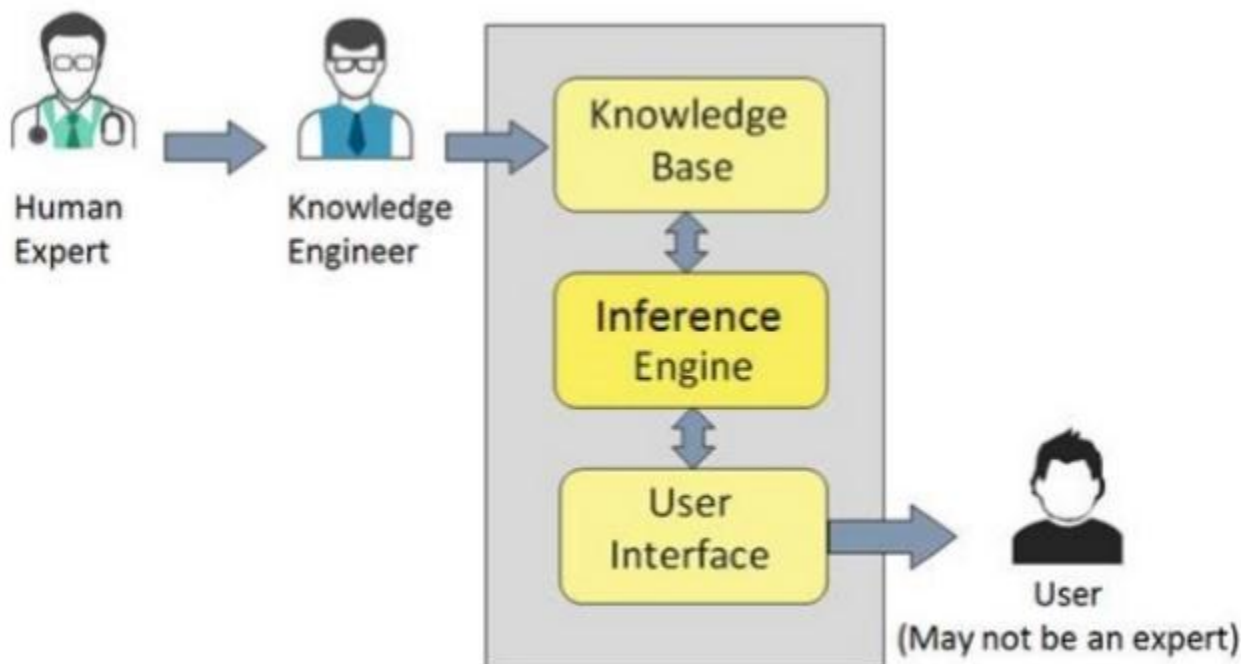 Human
Expert
Knowledge
Engineer
Knowledge
Base
Inference
Engine
User
Interface
User
(May not be an expert)